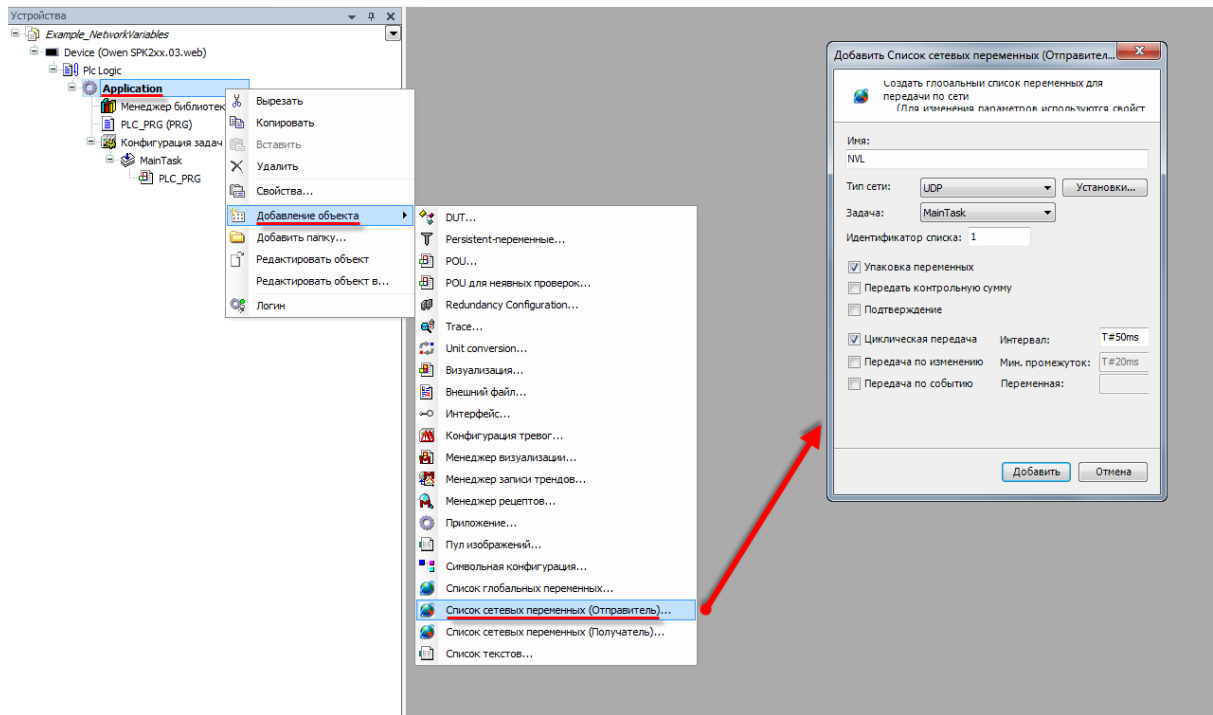 Устройства
Example_NetworkVariables
Device (Owen SPK2xx.03.web)
Plc Logic
Application
Менеджер библиотек
PLC_PRG (PRG)
Конфигурация задач
MainTask
PLC_PRG
Вырезать
Копировать
Вставить
Удалить
Свойства...
Добавление объекта
Добавить папку...
Редактировать объект
Редактировать объект в...
Логин
DUT...
Persistent-переменные...
POU...
POU для неявных проверок...
Redundancy Configuration...
Trace...
Unit conversion...
Визуализация...
Внешний файл...
Интерфейс...
Конфигурация тревог...
Менеджер визуализации...
Менеджер записи трендов...
Менеджер рецептов...
Приложение...
Пул изображений...
Символьная конфигурация...
Список глобальных переменных...
Список сетевых переменных (Отправитель)...
Список сетевых переменных (Получатель)...
Список текстов...
Добавить Список сетевых переменных (Отправител...
Создать глобальный список переменных для
передачи по сети
(Для изменения параметров используются свойст
Имя:
NVL
Тип сети: UDP Установки...
Задача: MainTask
Идентификатор списка: 1
Упаковка переменных
Передать контрольную сумму
Подтверждение
Циклическая передача Интервал: T#50ms
Передача по изменению Мин. промежуток: T#20ms
Передача по событию Переменная:
Добавить Отмена